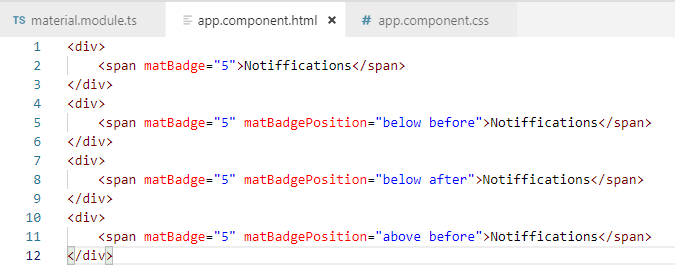 TS material.module.ts app.component.html × # app.component.css
1 <div>
2 <span matBadge="5">Notiffications</span>
3 </div>
4 <div>
5 <span matBadge="5" matBadgePosition="below before">Notiffications</span>
6 </div>
7 <div>
8 <span matBadge="5" matBadgePosition="below after">Notiffications</span>
9 </div>
10 <div>
11 <span matBadge="5" matBadgePosition="above before">Notiffications</span>
12 </div>